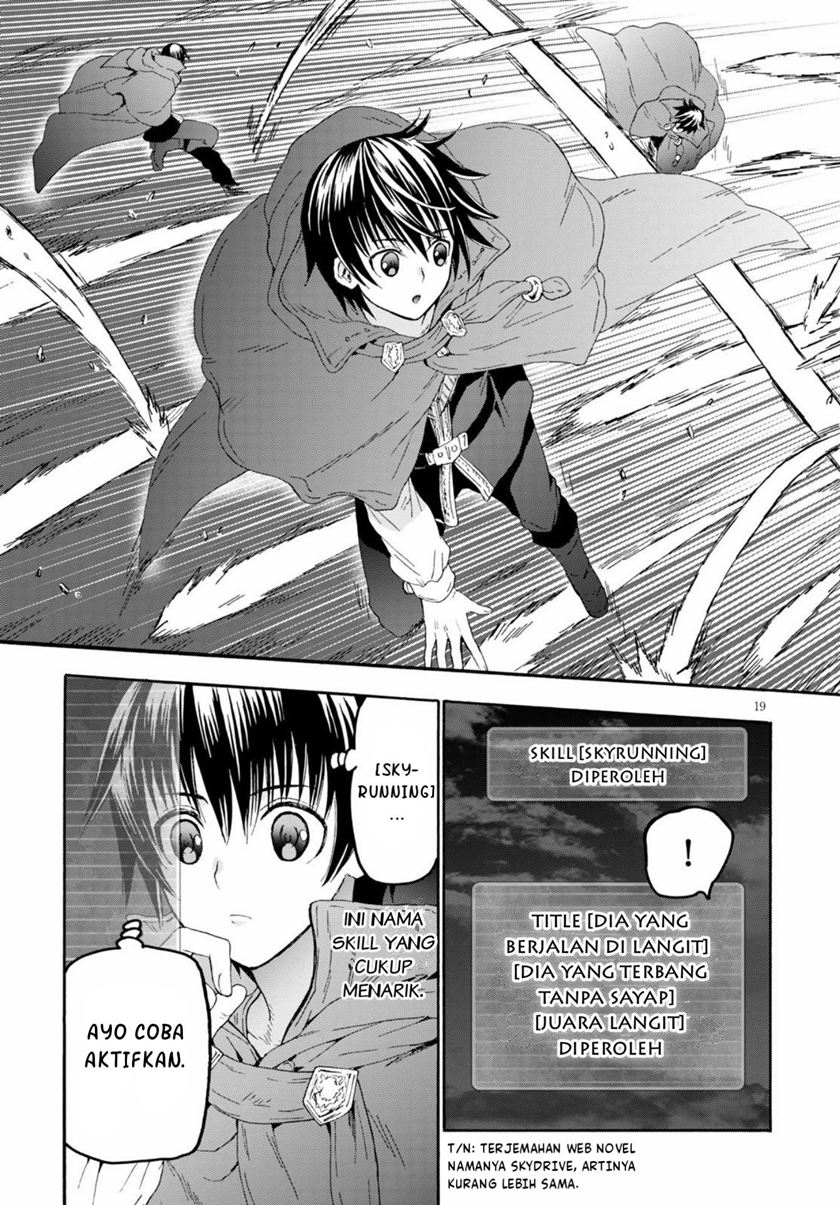 19
SKILL [SKYRUNNING]
DIPEROLEH
!
TITLE [DIA YANG
BERJALAN DI LANGIT]
[DIA YANG TERBANG
TANPA SAYAP]
[JUARA LANGIT]
DIPEROLEH
T/N: TERJEMAHAN WEB NOVEL
NAMANYA SKYDRIVE, ARTINYA
KURANG LEBIH SAMA.
[SKY-
RUNNING]
...
INI NAMA
SKILL YANG
CUKUP
MENARIK.
AYO COBA
AKTIFKAN.